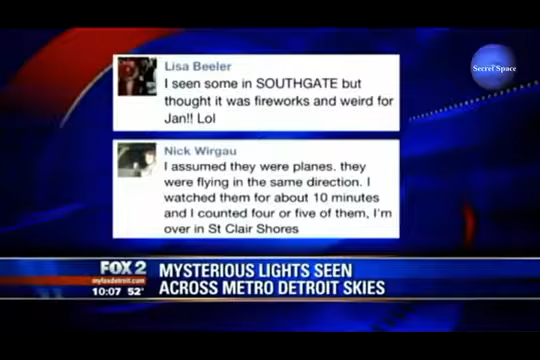 Secret Space
Lisa Beeler
I seen some in SOUTHGATE but
thought it was fireworks and weird for
Jan!! Lol
Nick Wirgau
I assumed they were planes. they
were flying in the same direction. I
watched them for about 10 minutes
and I counted four or five of them, I'm
over in St Clair Shores
FOX 2
myfoxdetroit.com
10:07 52°
MYSTERIOUS LIGHTS SEEN
ACROSS METRO DETROIT SKIES